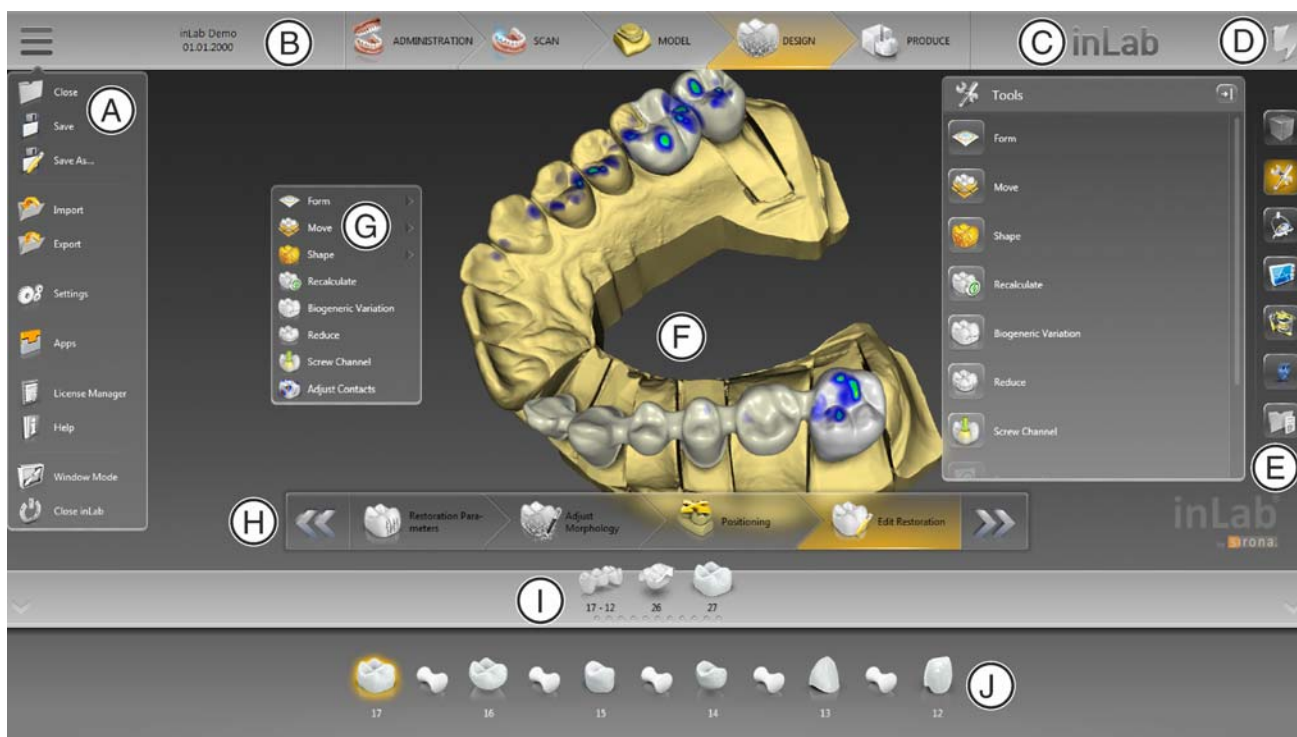 inLab Demo
01.01.2000
B
ADMINISTRATION
SCAN
MODEL
DESIGN
PRODUCE
C
inLab
D
Close
A
Save
Save As...
Import
Export
Settings
Apps
License Manager
Help
Window Mode
Close inLab
Form
G
Move
Shape
Recalculate
Biogeneric Variation
Reduce
Screw Channel
Adjust Contacts
F
Tools
Form
Move
Shape
Recalculate
Biogeneric Variation
Reduce
Screw Channel
E
H
Restoration Para-
meters
Adjust
Morphology
Positioning
Edit Restoration
inLab
by sirona.
I
17 - 12
26
27
J
17
16
15
14
13
12